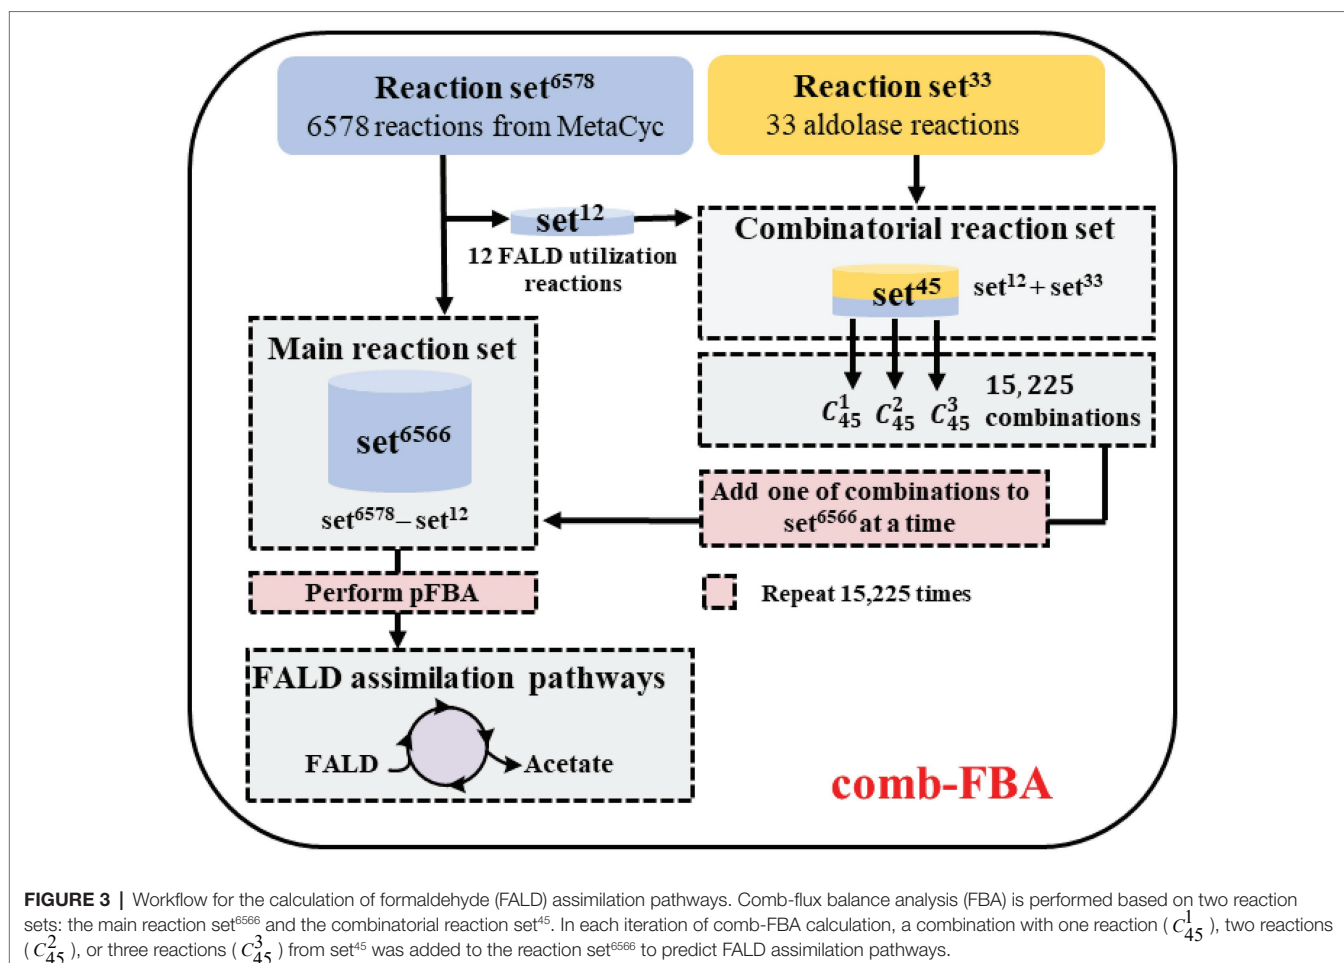 Reaction set⁶⁵⁷⁸
6578 reactions from MetaCyc
Reaction set³³
33 aldolase reactions
set¹²
12 FALD utilization
reactions
Combinatorial reaction set
set⁴⁵
set¹² + set³³
C¹₄₅ C²₄₅ C³₄₅
15,225
combinations
Main reaction set
set⁶⁵⁶⁶
set⁶⁵⁷⁸ – set¹²
Add one of combinations to
set⁶⁵⁶⁶ at a time
Perform pFBA
Repeat 15,225 times
FALD assimilation pathways
FALD
Acetate
comb-FBA
FIGURE 3 | Workflow for the calculation of formaldehyde (FALD) assimilation pathways. Comb-flux balance analysis (FBA) is performed based on two reaction
sets: the main reaction set⁶⁵⁶⁶ and the combinatorial reaction set⁴⁵. In each iteration of comb-FBA calculation, a combination with one reaction ( C¹₄₅ ), two reactions
( C²₄₅ ), or three reactions ( C³₄₅ ) from set⁴⁵ was added to the reaction set⁶⁵⁶⁶ to predict FALD assimilation pathways.